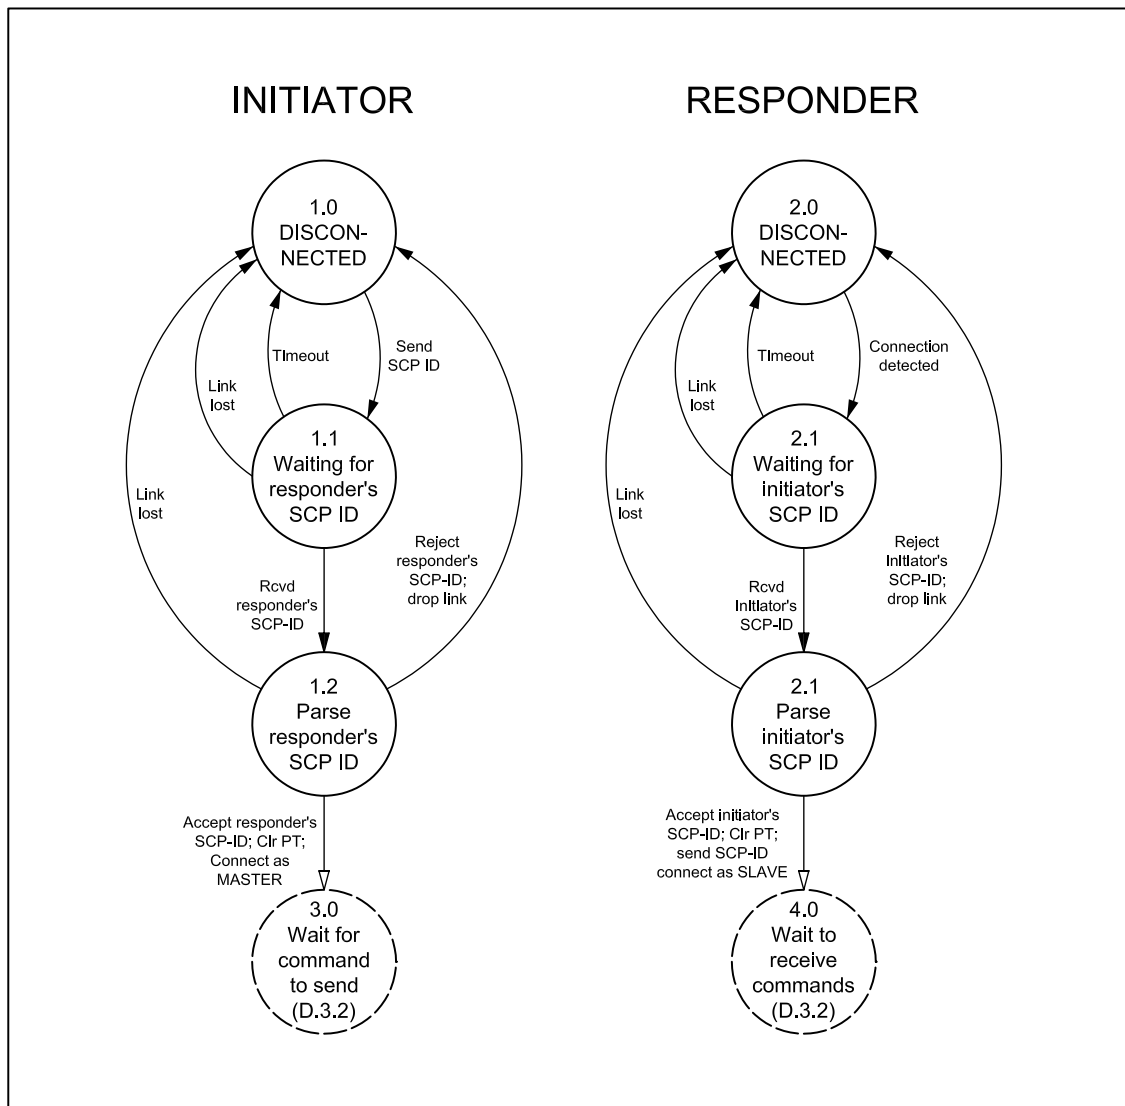 INITIATOR
1.0
DISCON-
NECTED
Send
SCP ID
TImeout
Link
lost
1.1
Waiting for
responder's
SCP ID
Link
lost
Reject
responder's
SCP-ID;
drop link
Rcvd
responder's
SCP-ID
1.2
Parse
responder's
SCP ID
Accept responder's
SCP-ID; Clr PT;
Connect as
MASTER
3.0
Wait for
command
to send
(D.3.2)
RESPONDER
2.0
DISCON-
NECTED
Connection
detected
TImeout
Link
lost
2.1
Waiting for
initiator's
SCP ID
Link
lost
Reject
InItIator's
SCP-ID;
drop link
Rcvd
InItIator's
SCP-ID
2.1
Parse
initiator's
SCP ID
Accept initiator's
SCP-ID; Clr PT;
send SCP-ID
connect as SLAVE
4.0
Wait to
receive
commands
(D.3.2)